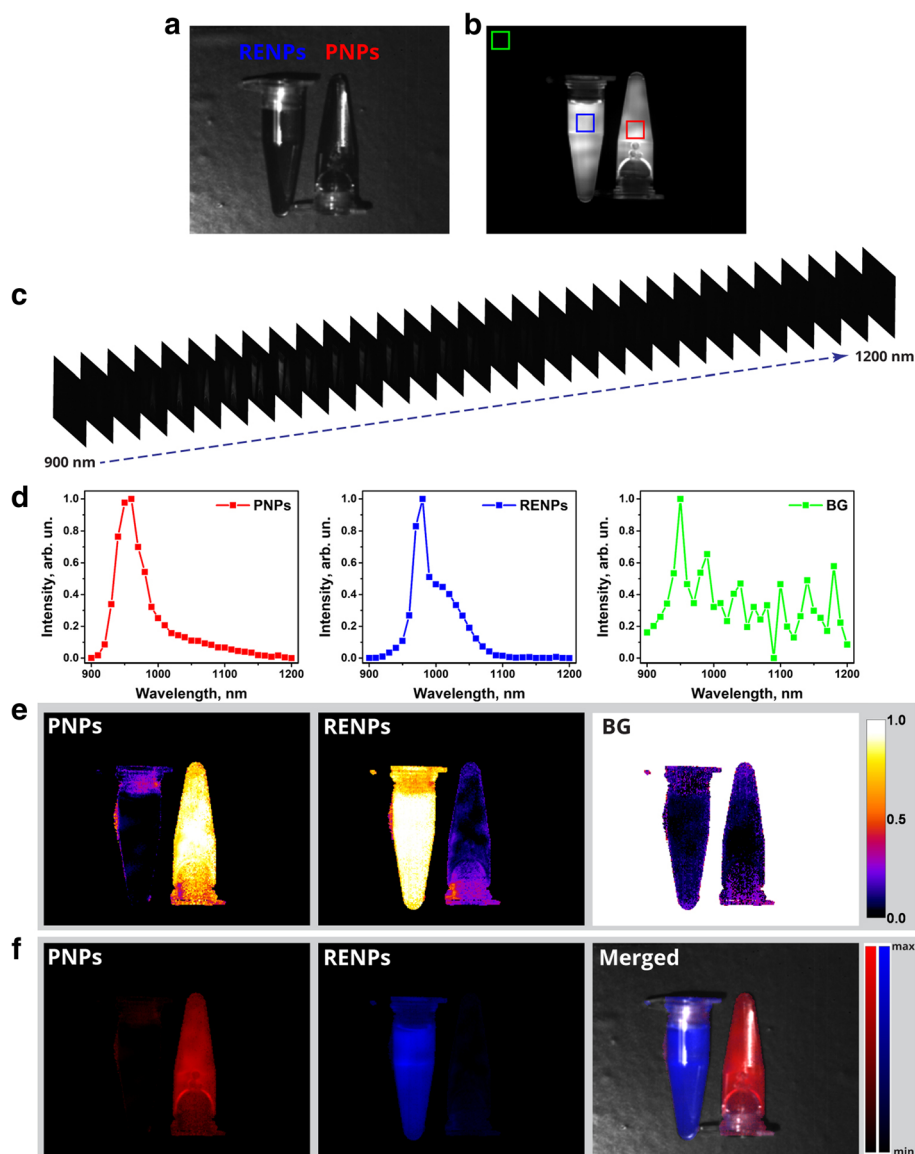 a
b
RENPs
PNPs
c
900 nm
1200 nm
d
Intensity, arb. un.
1.0
0.8
0.6
0.4
0.2
0.0
900
1000
1100
1200
Wavelength, nm
PNPs
Intensity, arb. un.
1.0
0.8
0.6
0.4
0.2
0.0
900
1000
1100
1200
Wavelength, nm
RENPs
Intensity, arb. un.
1.0
0.8
0.6
0.4
0.2
0.0
900
1000
1100
1200
Wavelength, nm
BG
e
PNPs
RENPs
BG
1.0
0.5
0.0
f
PNPs
RENPs
Merged
max
min